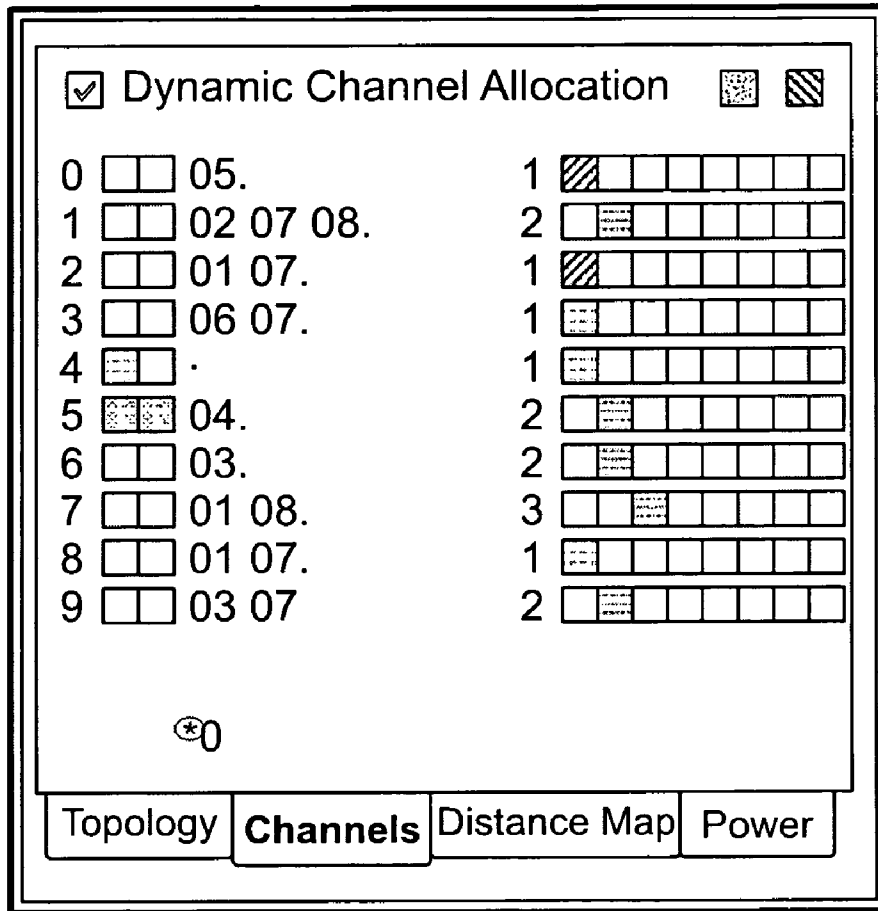 Dynamic Channel Allocation
0 05. 1
1 02 07 08. 2
2 01 07. 1
3 06 07. 1
4 . 1
5 04. 2
6 03. 2
7 01 08. 3
8 01 07. 1
9 03 07 2
*0
Topology Channels Distance Map Power